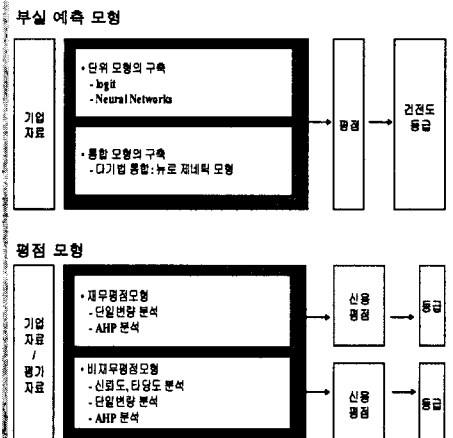 부실 예측 모형
기업
자료
• 단위 모형의 구축
- logit
- Neural Networks
• 통합 모형의 구축
- 다기법 통합 : 뉴로 제네틱 모형
평점
건전도
등급
평점 모형
기업
자료
/
평가
자료
• 재무평점모형
- 단일변량 분석
- AHP 분석
• 비재무평점모형
- 신뢰도, 타당도 분석
- 단일변량 분석
- AHP 분석
신용
평점
등급
신용
평점
등급